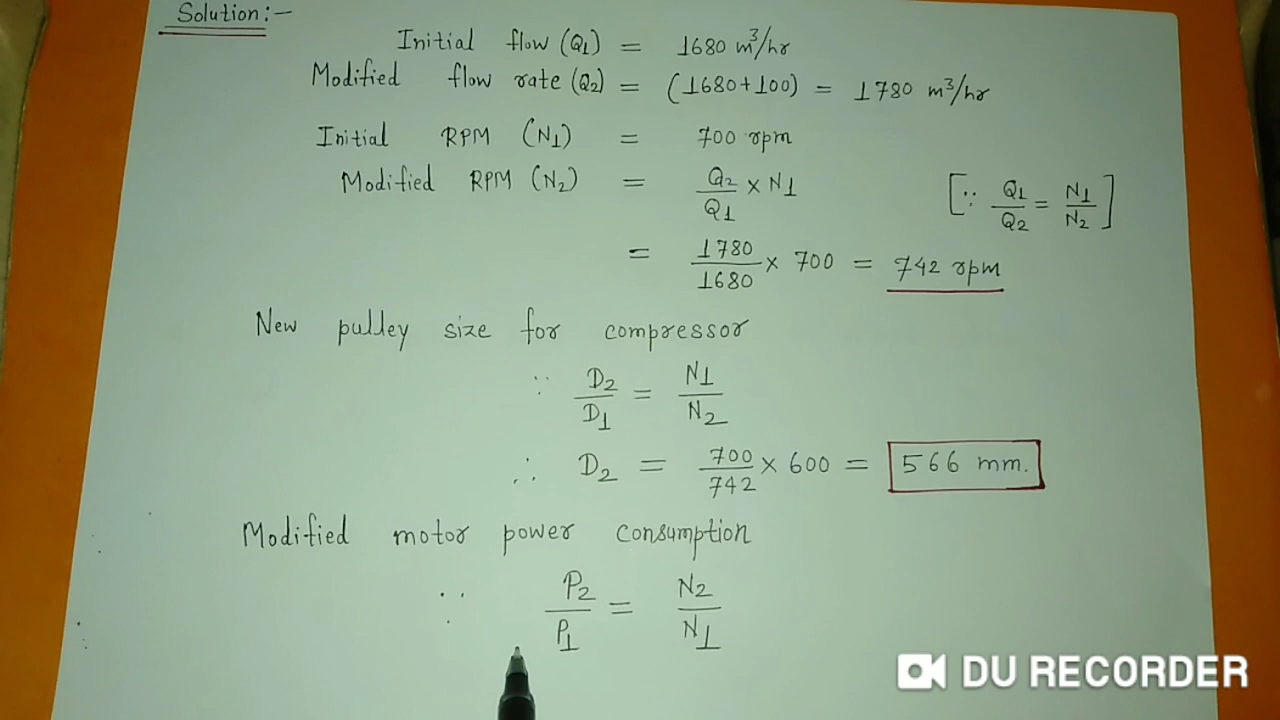 Solution:-
Initial flow (Q1) = 1680 m³/hr
Modified flow rate (Q2) = (1680+100) = 1780 m³/hr
Initial RPM (N1) = 700 rpm
Modified RPM (N2) = Q2/Q1 × N1 [∵ Q1/Q2 = N1/N2]
= 1780/1680 × 700 = 742 rpm
New pulley size for compressor
∵ D2/D1 = N1/N2
∴ D2 = 700/742 × 600 = 566 mm.
Modified motor power consumption
∵ P2/P1 = N2/N1
DU RECORDER